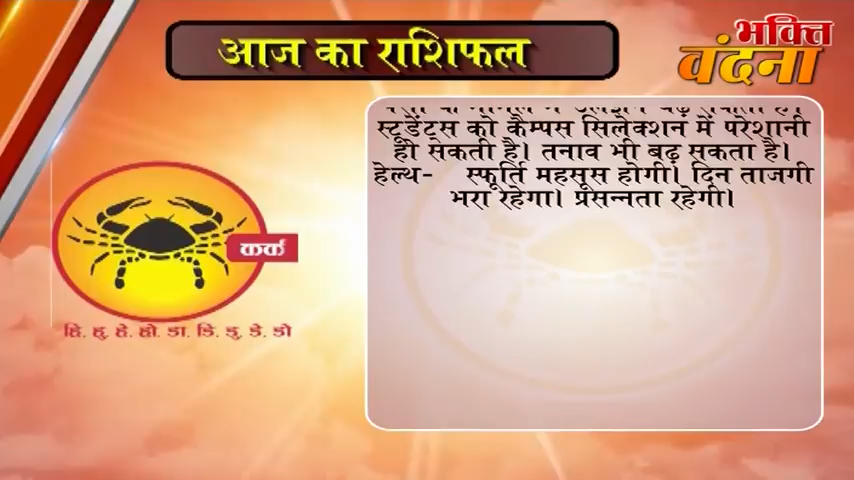 आज का राशिफल
भक्ति
वंदना
स्टूडेंट्स को कैम्पस सिलेक्शन में परेशानी
हो सकती है। तनाव भी बढ़ सकता है।
हेल्थ- स्फूर्ति महसूस होगी। दिन ताजगी
भरा रहेगा। प्रसन्नता रहेगी।
कर्क
हि. हु. हे. हो. डा. डि. डु. डे. डो